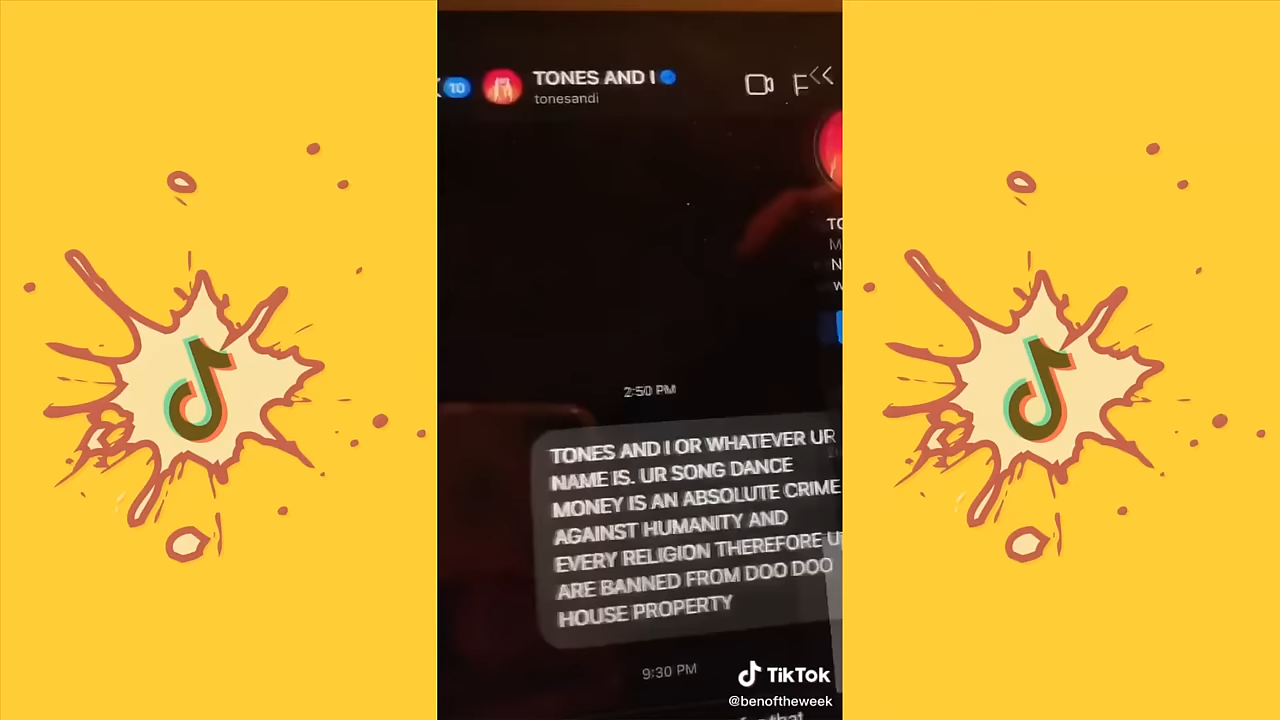 10
TONES AND I
tonesandi
TO
M
N
w
2:50 PM
TONES AND I OR WHATEVER UR
NAME IS. UR SONG DANCE
MONEY IS AN ABSOLUTE CRIME
AGAINST HUMANITY AND
EVERY RELIGION THEREFORE U
ARE BANNED FROM DOO DOO
HOUSE PROPERTY
9:30 PM
TikTok
@benoftheweek